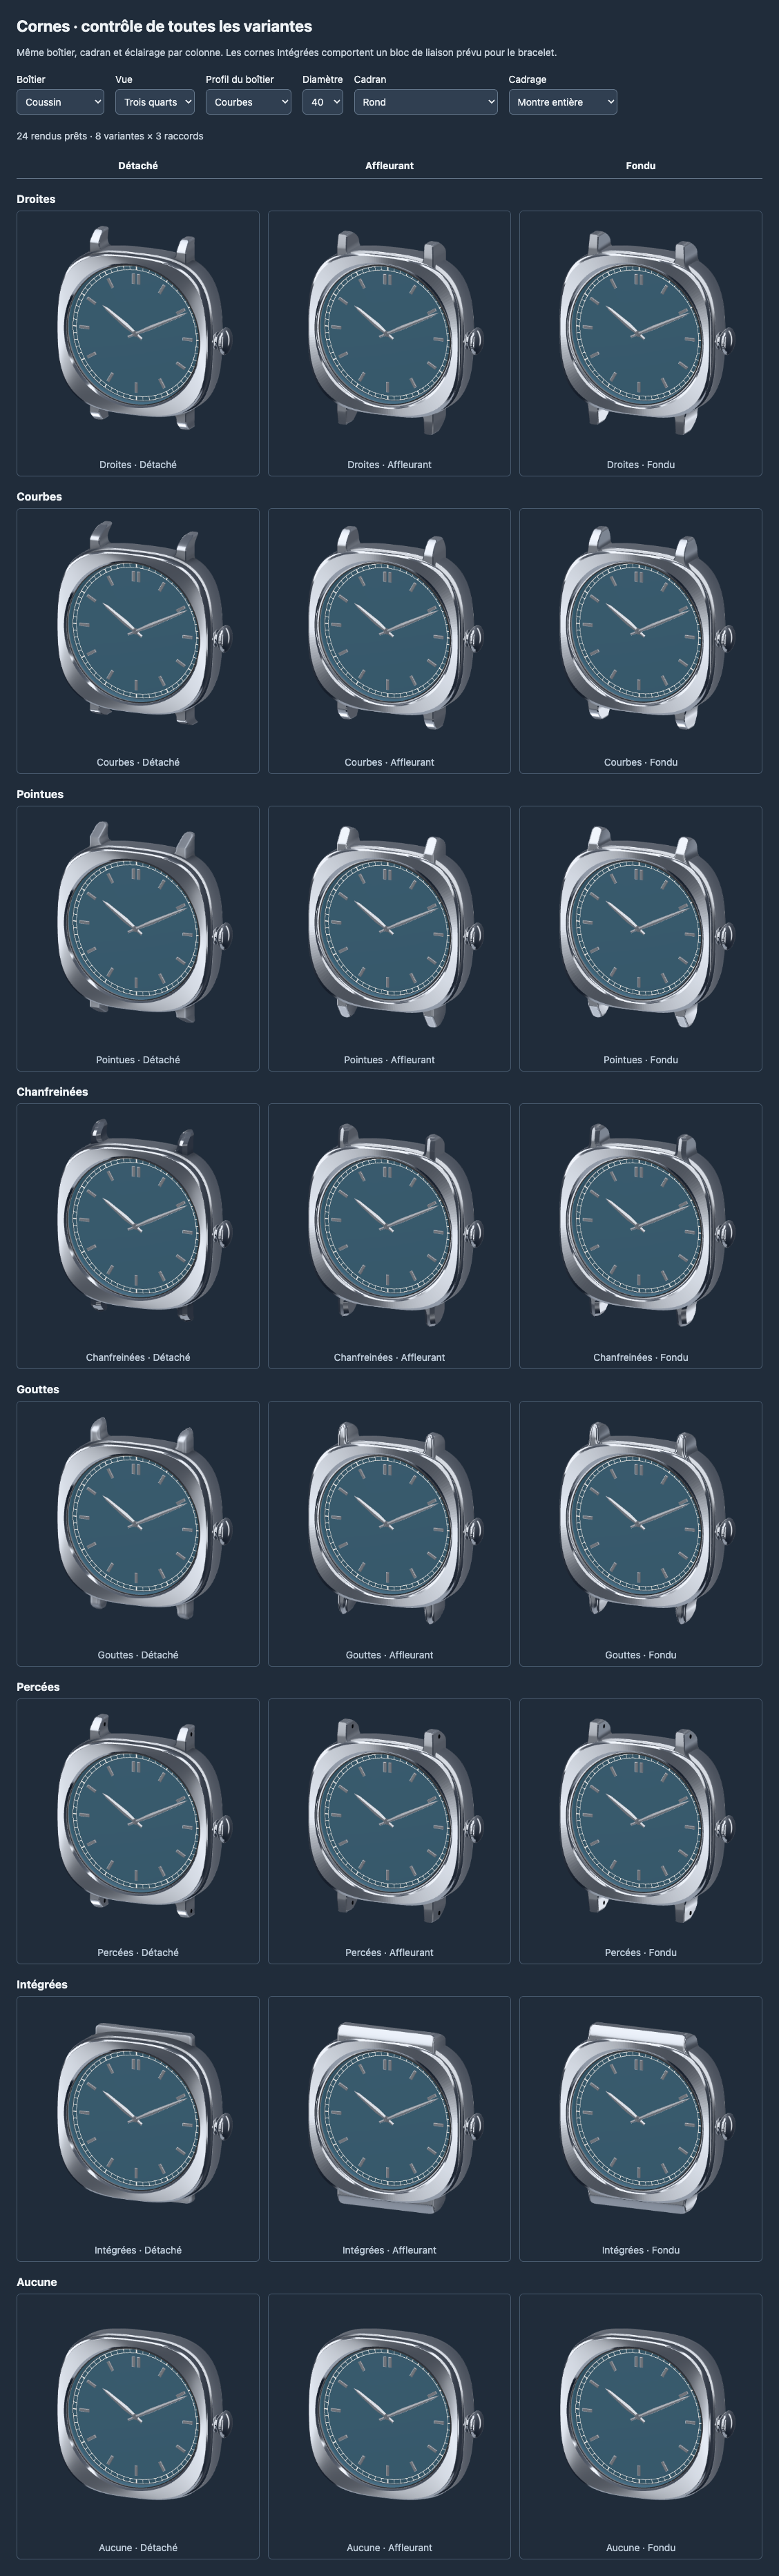 Cornes · contrôle de toutes les variantes
Même boîtier, cadran et éclairage par colonne. Les cornes Intégrées comportent un bloc de liaison prévu pour le bracelet.
Boîtier Vue Profil du boîtier Diamètre Cadran Cadrage
Coussin Trois quarts Courbes 40 Rond Montre entière
24 rendus prêts · 8 variantes × 3 raccords
Détaché Affleurant Fondu
Droites
Droites · Détaché Droites · Affleurant Droites · Fondu
Courbes
Courbes · Détaché Courbes · Affleurant Courbes · Fondu
Pointues
Pointues · Détaché Pointues · Affleurant Pointues · Fondu
Chanfreinées
Chanfreinées · Détaché Chanfreinées · Affleurant Chanfreinées · Fondu
Gouttes
Gouttes · Détaché Gouttes · Affleurant Gouttes · Fondu
Percées
Percées · Détaché Percées · Affleurant Percées · Fondu
Intégrées
Intégrées · Détaché Intégrées · Affleurant Intégrées · Fondu
Aucune
Aucune · Détaché Aucune · Affleurant Aucune · Fondu